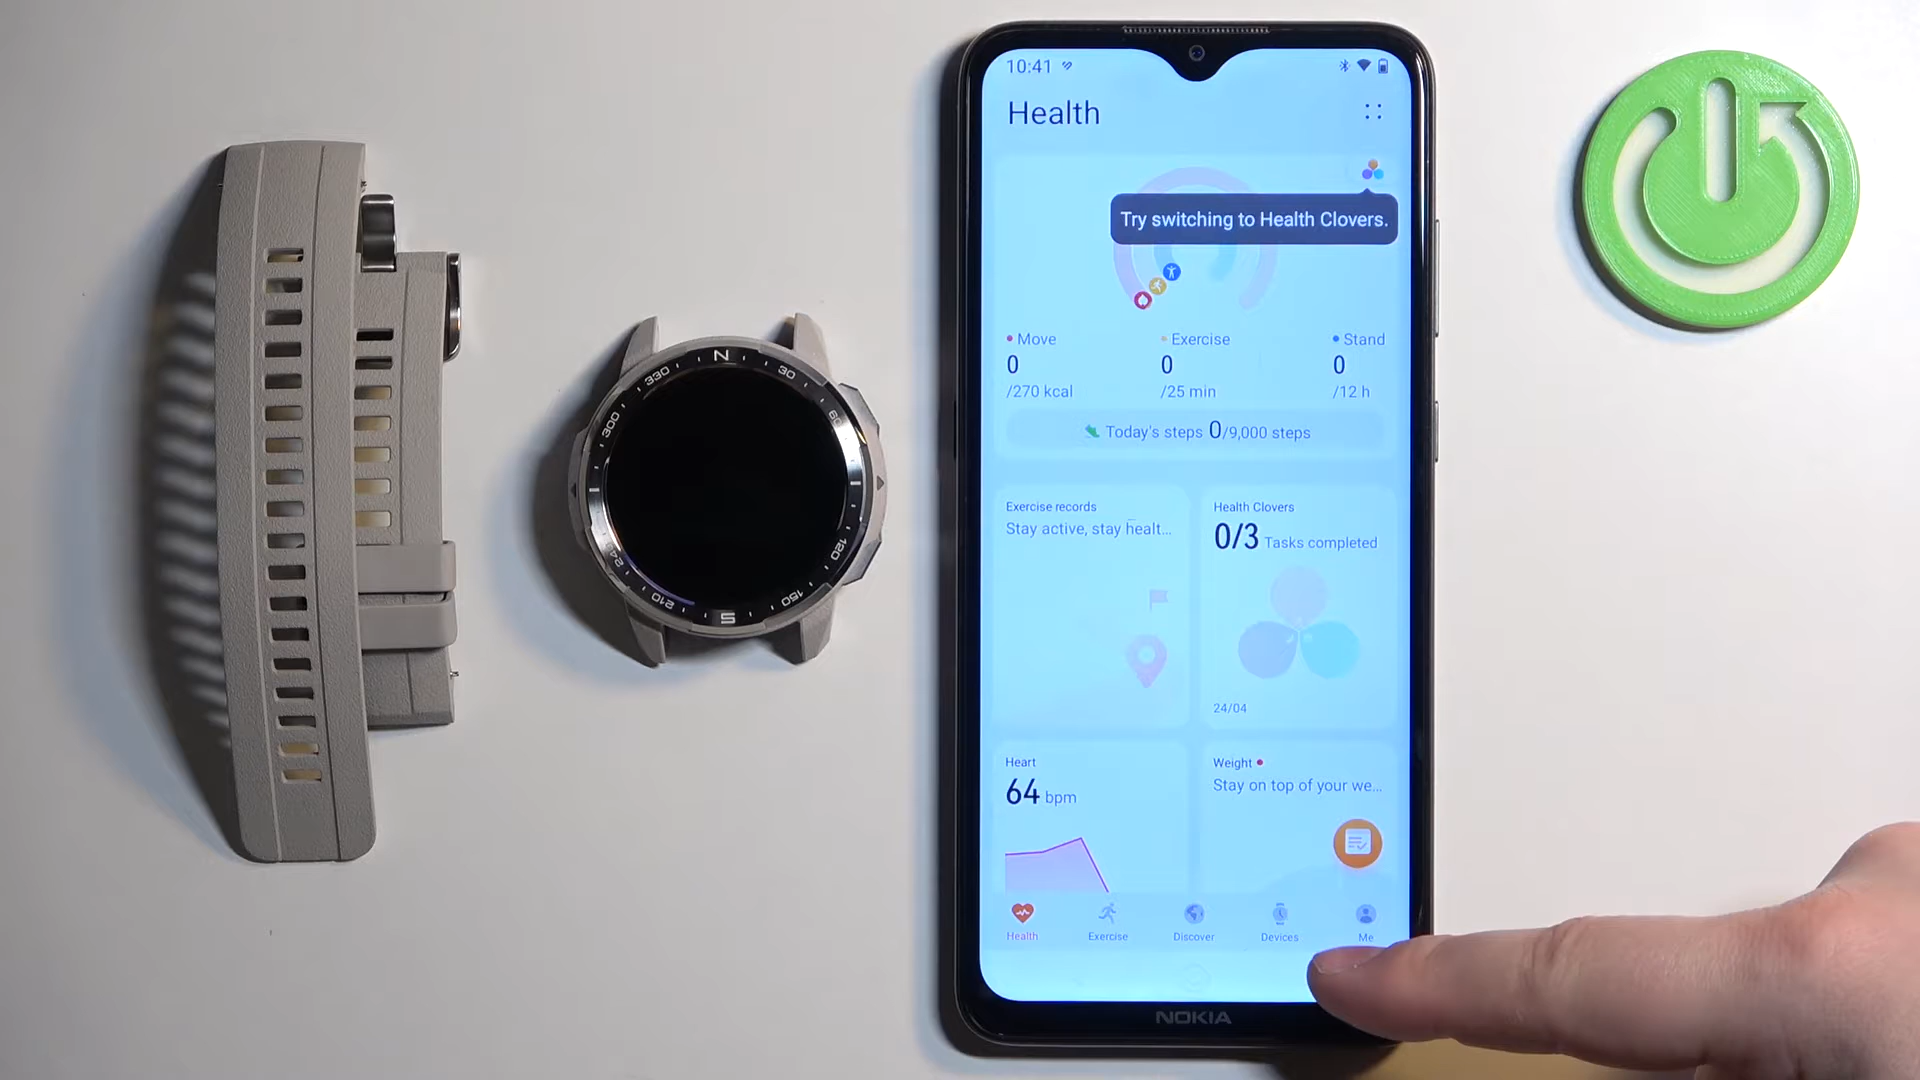 10:41
Health
Try switching to Health Clovers.
Move
Exercise
Stand
0
0
0
/270 kcal
/25 min
/12 h
Today's steps 0/9,000 steps
Exercise records
Stay active, stay healt...
Health Clovers
0/3 Tasks completed
24/04
Heart
64 bpm
Weight
Stay on top of your we...
Health
Exercise
Discover
Devices
Me
NOKIA
N
30
60
120
150
S
210
240
300
330